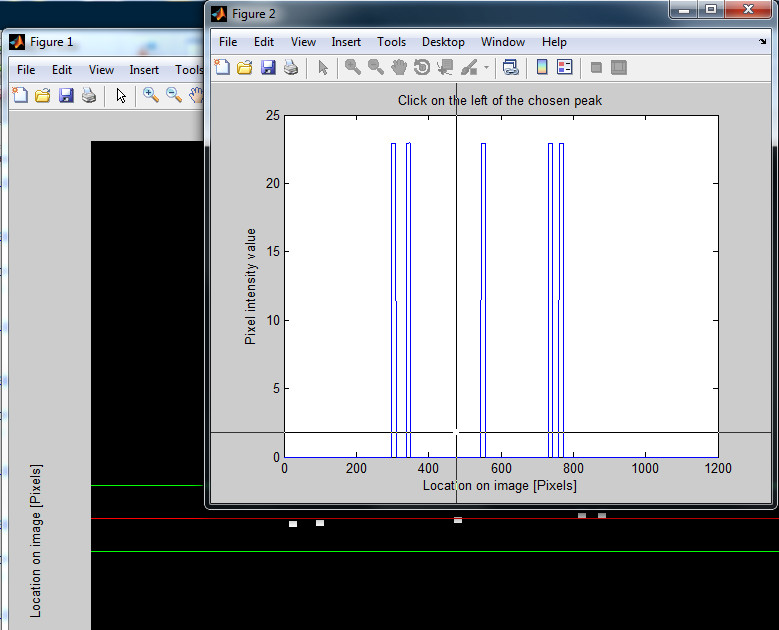 Figure 2
File Edit View Insert Tools Desktop Window Help
Figure 1
File Edit View Insert Tools
Click on the left of the chosen peak
25
20
15
10
5
0
Pixel intensity value
0 200 400 600 800 1000 1200
Location on image [Pixels]
Location on image [Pixels]